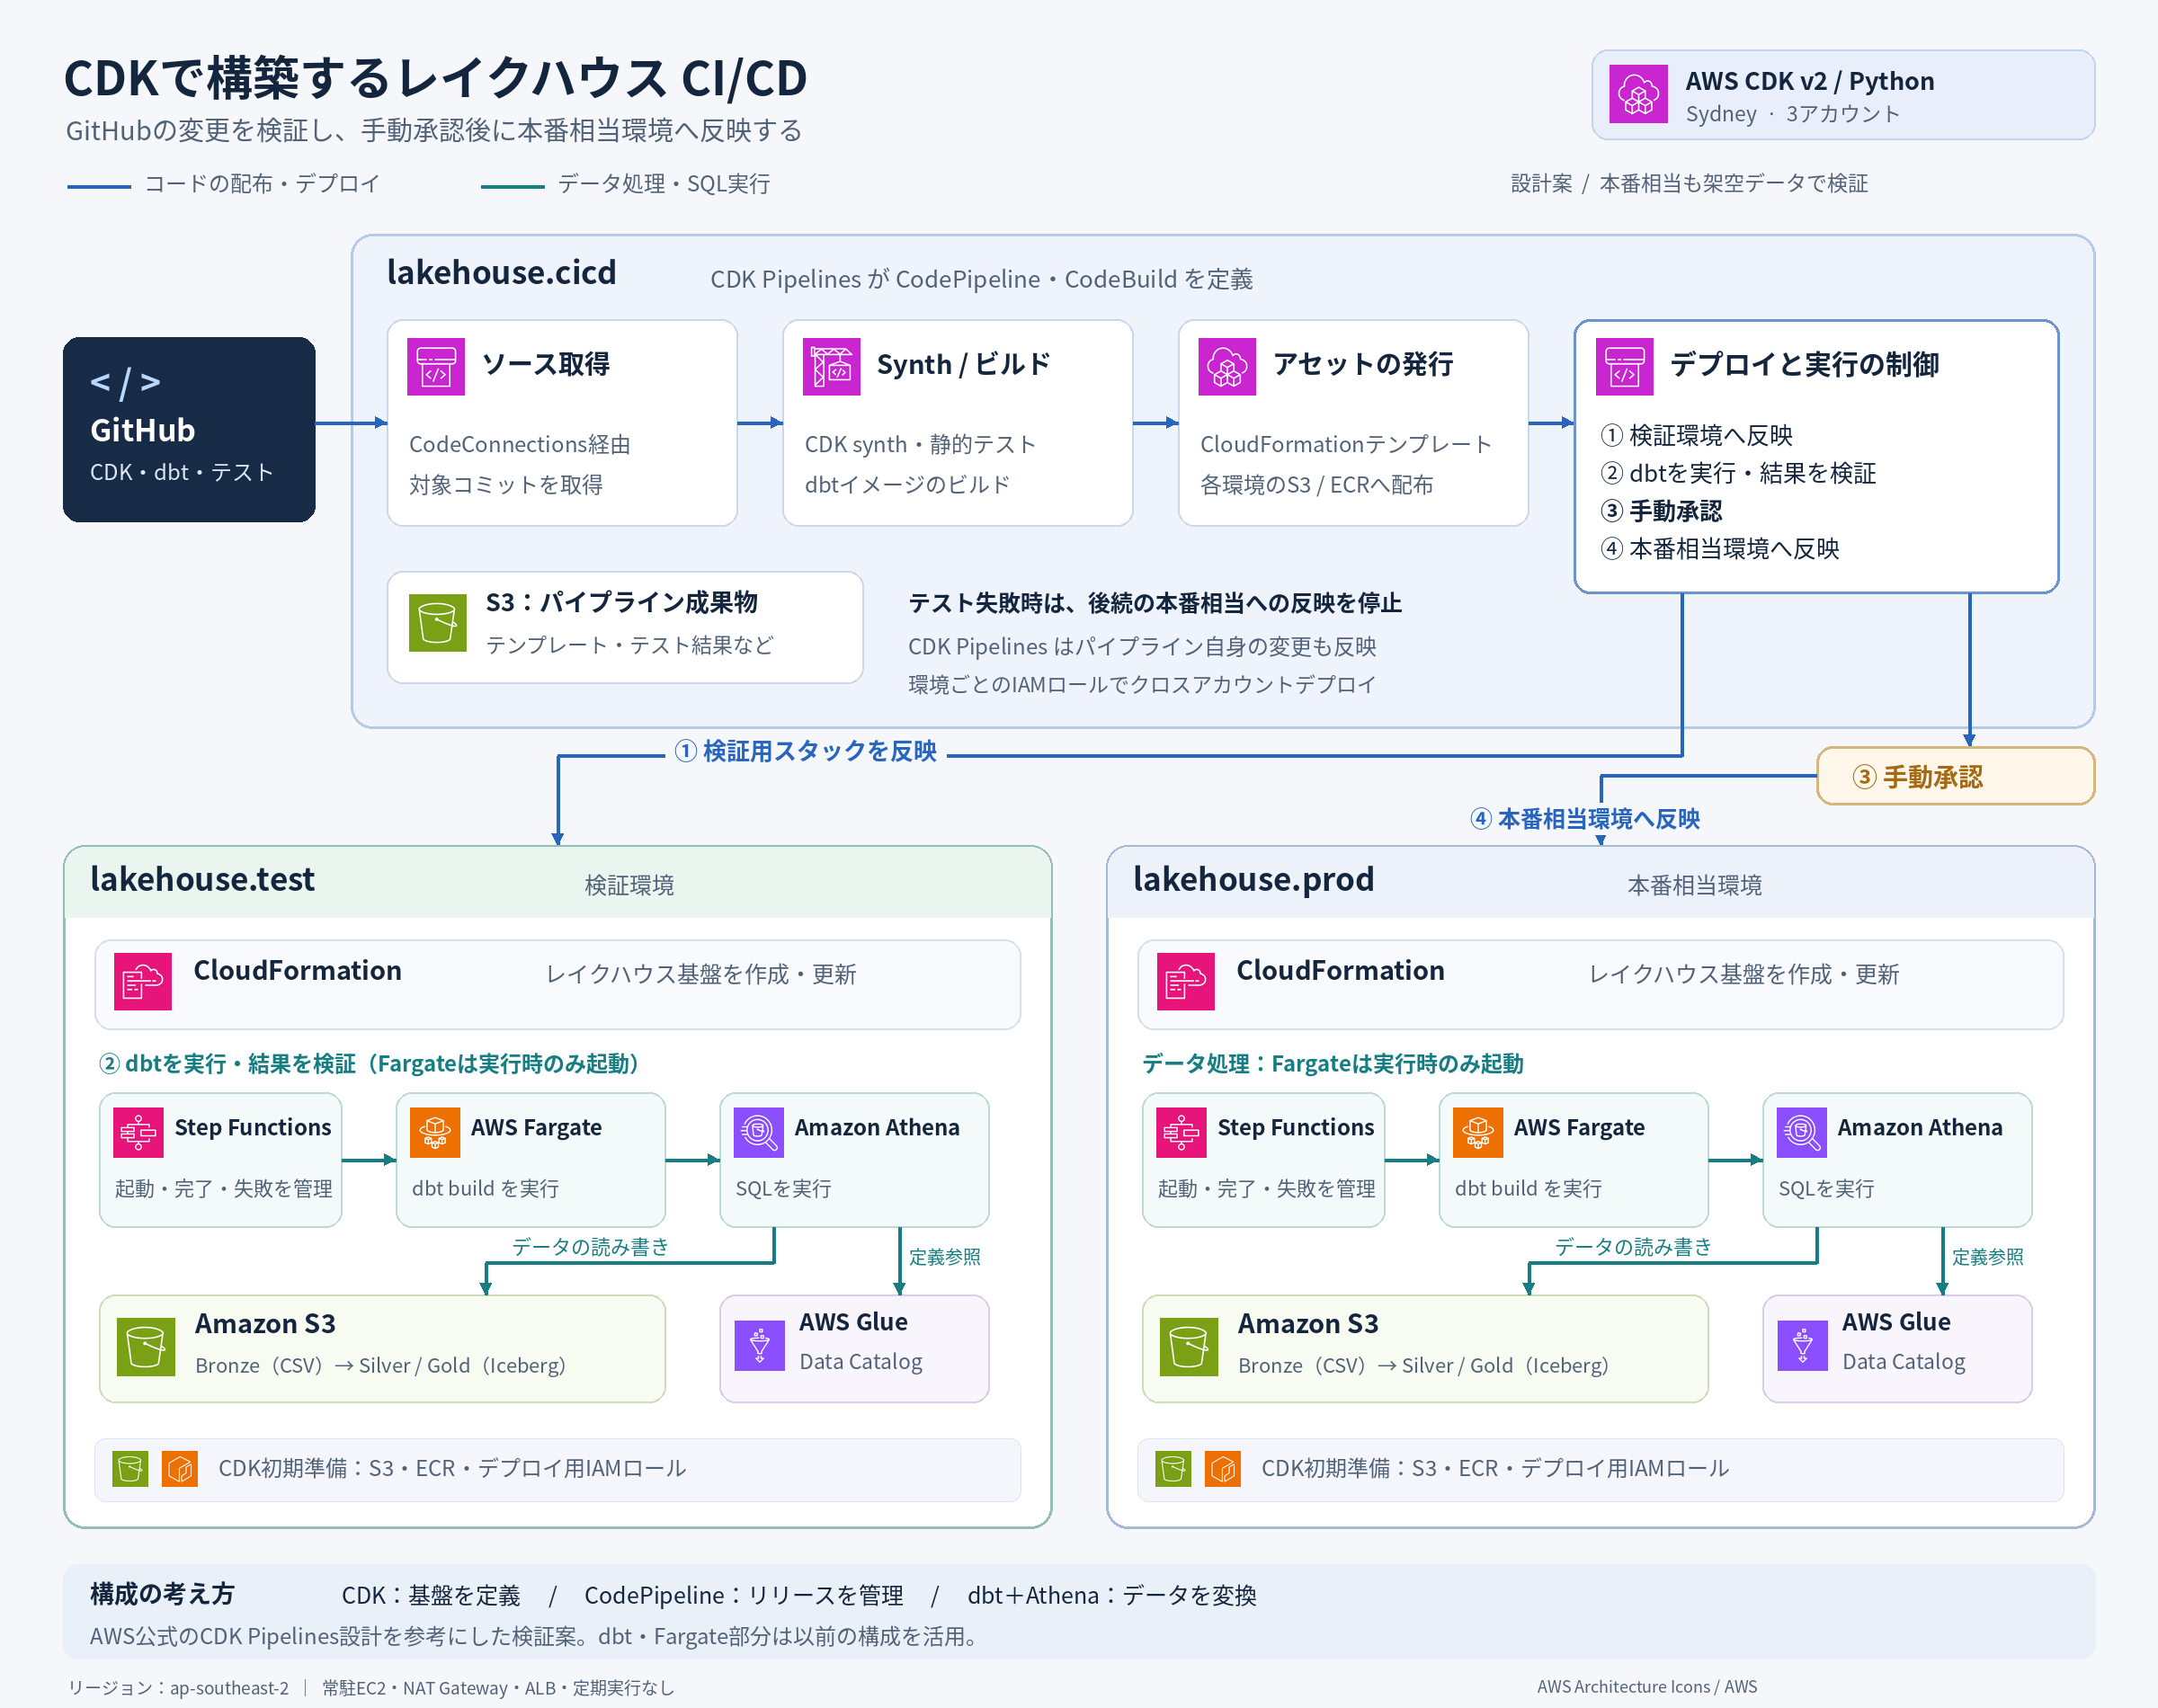 CDKで構築するレイクハウス CI/CD
GitHubの変更を検証し、手動承認後に本番相当環境へ反映する
AWS CDK v2 / Python
Sydney ・ 3アカウント
コードの配布・デプロイ
データ処理・SQL実行
設計案 / 本番相当も架空データで検証
lakehouse.cicd
CDK Pipelines が CodePipeline・CodeBuild を定義
</>
GitHub
CDK・dbt・テスト
ソース取得
CodeConnections経由
対象コミットを取得
Synth / ビルド
CDK synth・静的テスト
dbtイメージのビルド
アセットの発行
CloudFormationテンプレート
各環境のS3 / ECRへ配布
デプロイと実行の制御
① 検証環境へ反映
② dbtを実行・結果を検証
③ 手動承認
④ 本番相当環境へ反映
S3：パイプライン成果物
テンプレート・テスト結果など
テスト失敗時は、後続の本番相当への反映を停止
CDK Pipelines はパイプライン自身の変更も反映
環境ごとのIAMロールでクロスアカウントデプロイ
① 検証用スタックを反映
③ 手動承認
④ 本番相当環境へ反映
lakehouse.test
検証環境
CloudFormation
レイクハウス基盤を作成・更新
② dbtを実行・結果を検証（Fargateは実行時のみ起動）
Step Functions
起動・完了・失敗を管理
AWS Fargate
dbt build を実行
Amazon Athena
SQLを実行
データの読み書き
定義参照
Amazon S3
Bronze（CSV）→ Silver / Gold（Iceberg）
AWS Glue
Data Catalog
CDK初期準備：S3・ECR・デプロイ用IAMロール
lakehouse.prod
本番相当環境
CloudFormation
レイクハウス基盤を作成・更新
データ処理：Fargateは実行時のみ起動
Step Functions
起動・完了・失敗を管理
AWS Fargate
dbt build を実行
Amazon Athena
SQLを実行
データの読み書き
定義参照
Amazon S3
Bronze（CSV）→ Silver / Gold（Iceberg）
AWS Glue
Data Catalog
CDK初期準備：S3・ECR・デプロイ用IAMロール
構成の考え方
CDK：基盤を定義 / CodePipeline：リリースを管理 / dbt＋Athena：データを変換
AWS公式のCDK Pipelines設計を参考にした検証案。dbt・Fargate部分は以前の構成を活用。
リージョン：ap-southeast-2 ｜ 常駐EC2・NAT Gateway・ALB・定期実行なし
AWS Architecture Icons / AWS